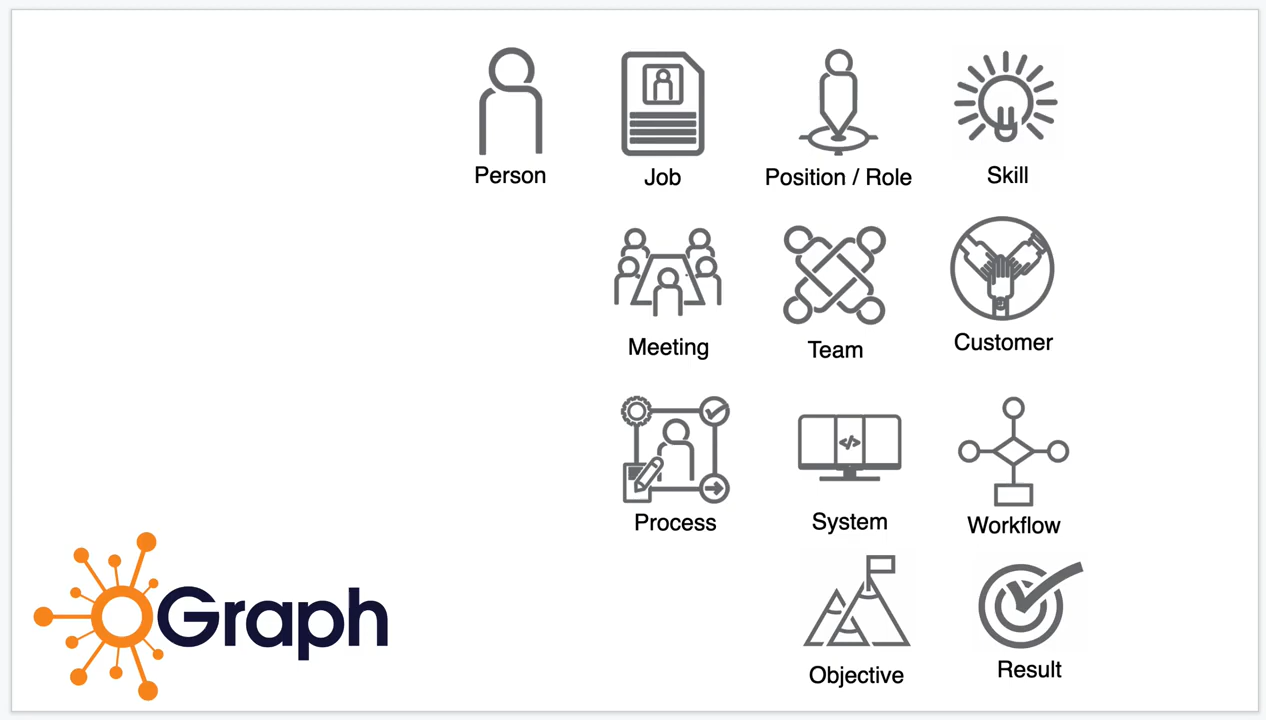 Person
Job
Position / Role
Skill
Meeting
Team
Customer
</>
Process
System
Workflow
Objective
Result
OGraph